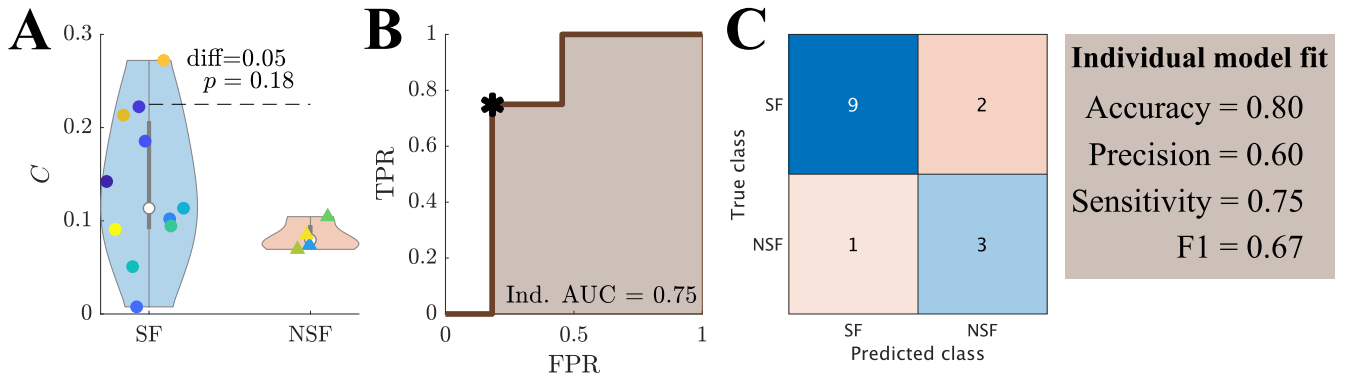 A
0.3
0.2
0.1
0
C
diff=0.05
p = 0.18
SF
NSF
B
1
0.8
0.6
0.4
0.2
0
TPR
Ind. AUC = 0.75
0
0.5
1
FPR
C
True class
SF
9
2
NSF
1
3
SF
NSF
Predicted class
Individual model fit
Accuracy = 0.80
Precision = 0.60
Sensitivity = 0.75
F1 = 0.67